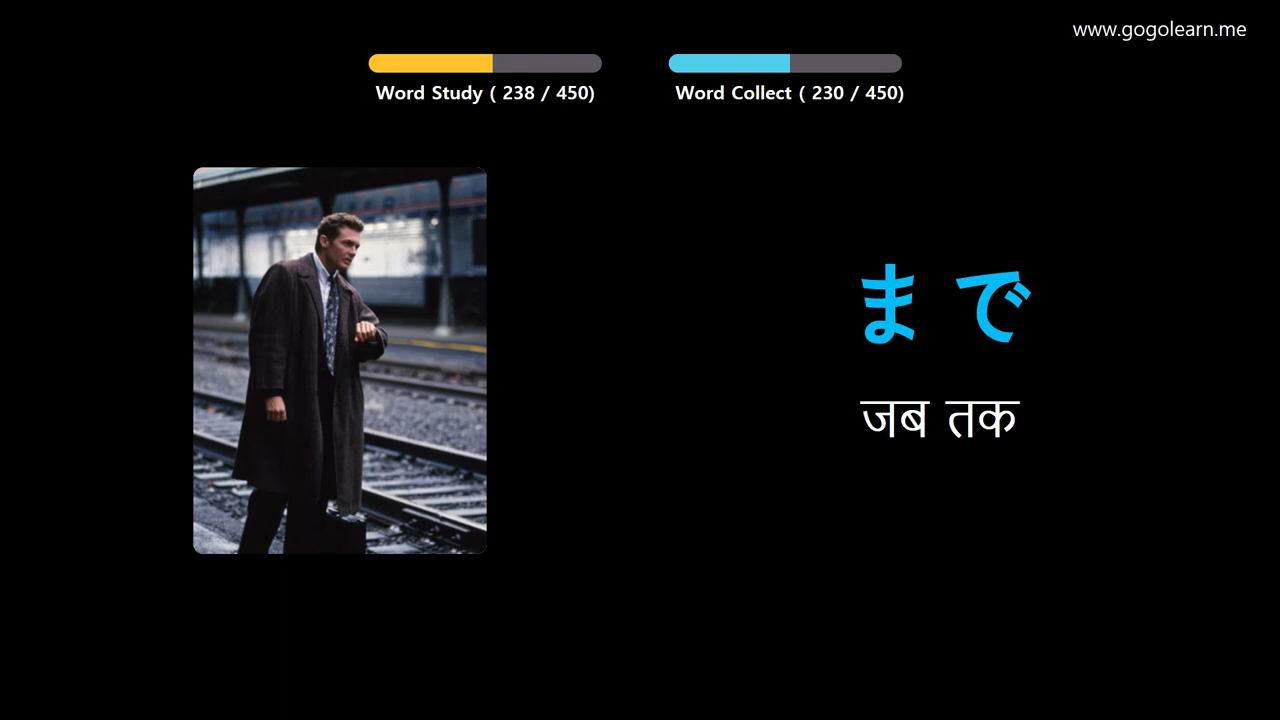 www.gogolearn.me
Word Study ( 238 / 450)
Word Collect ( 230 / 450)
まで
जब तक